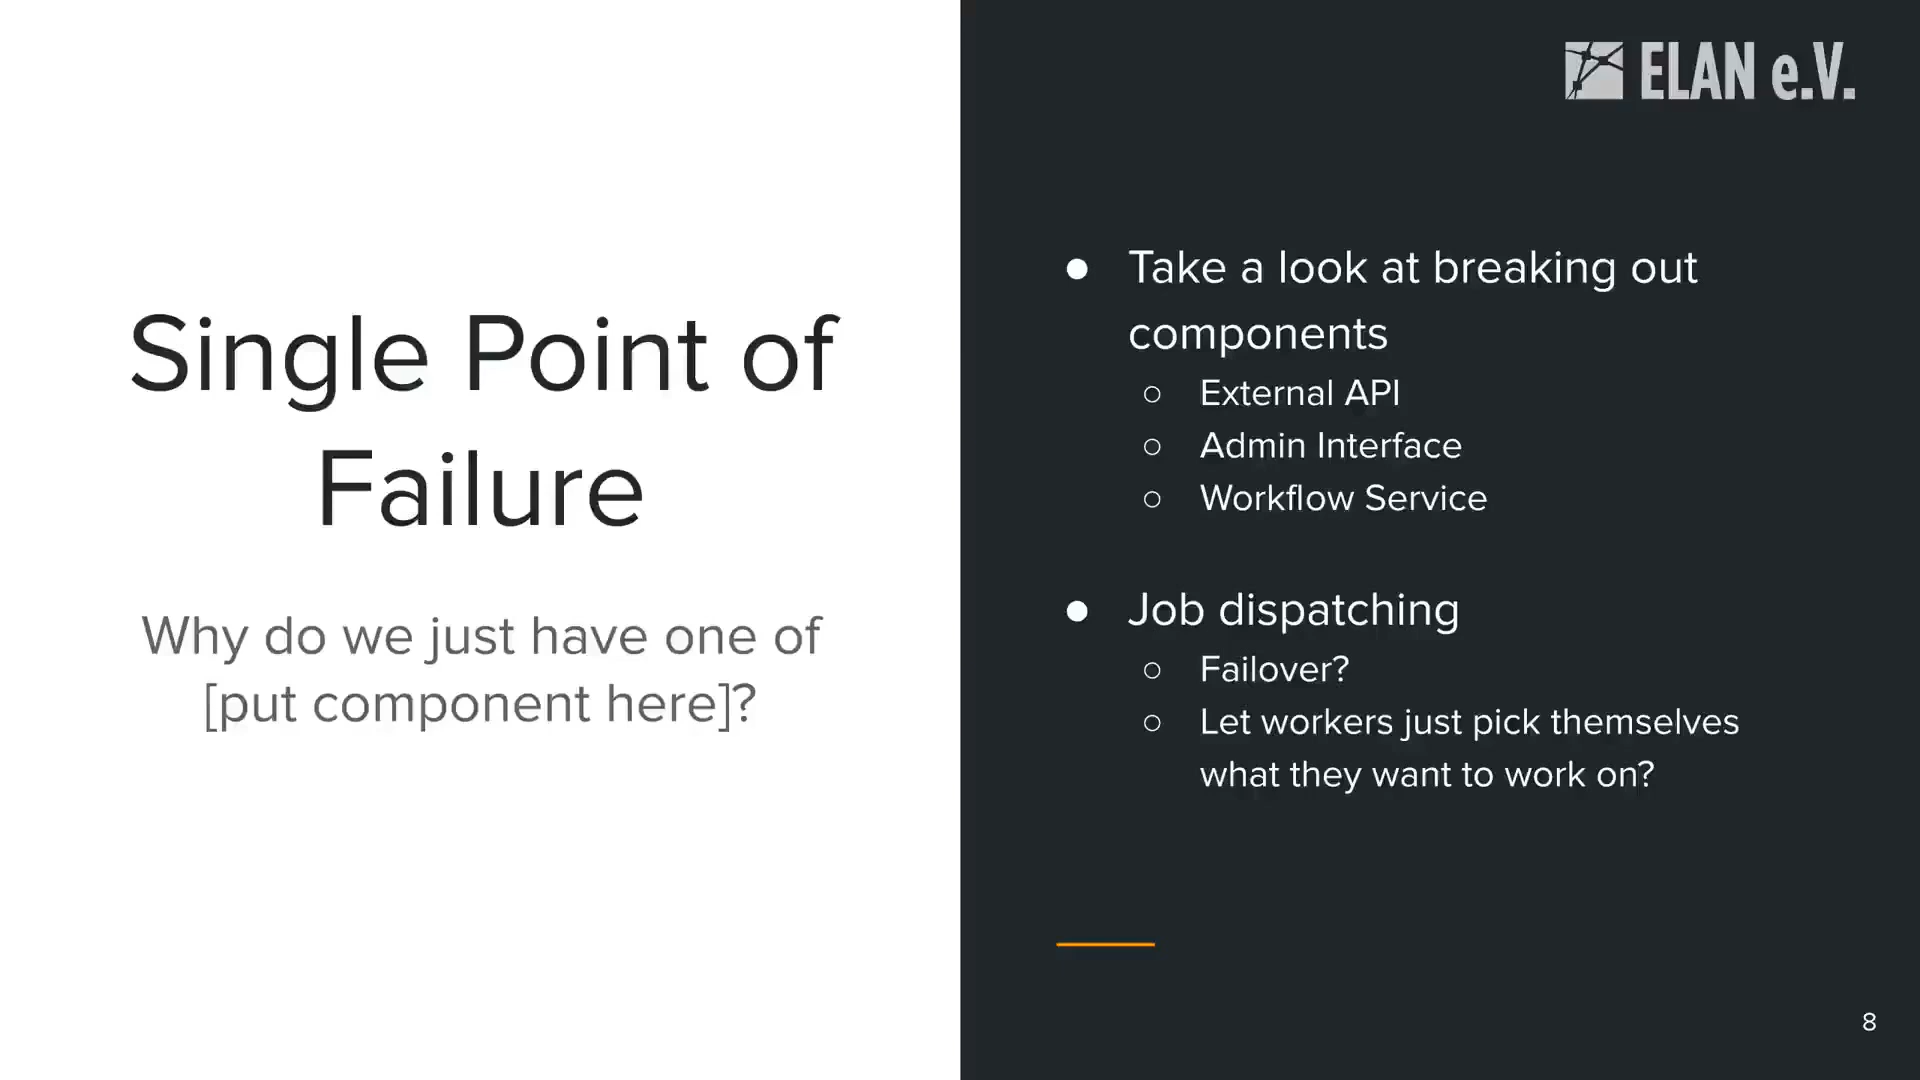 ELAN e.V.
Single Point of
Failure
Why do we just have one of
[put component here]?
● Take a look at breaking out
components
○ External API
○ Admin Interface
○ Workflow Service
● Job dispatching
○ Failover?
○ Let workers just pick themselves
what they want to work on?
8